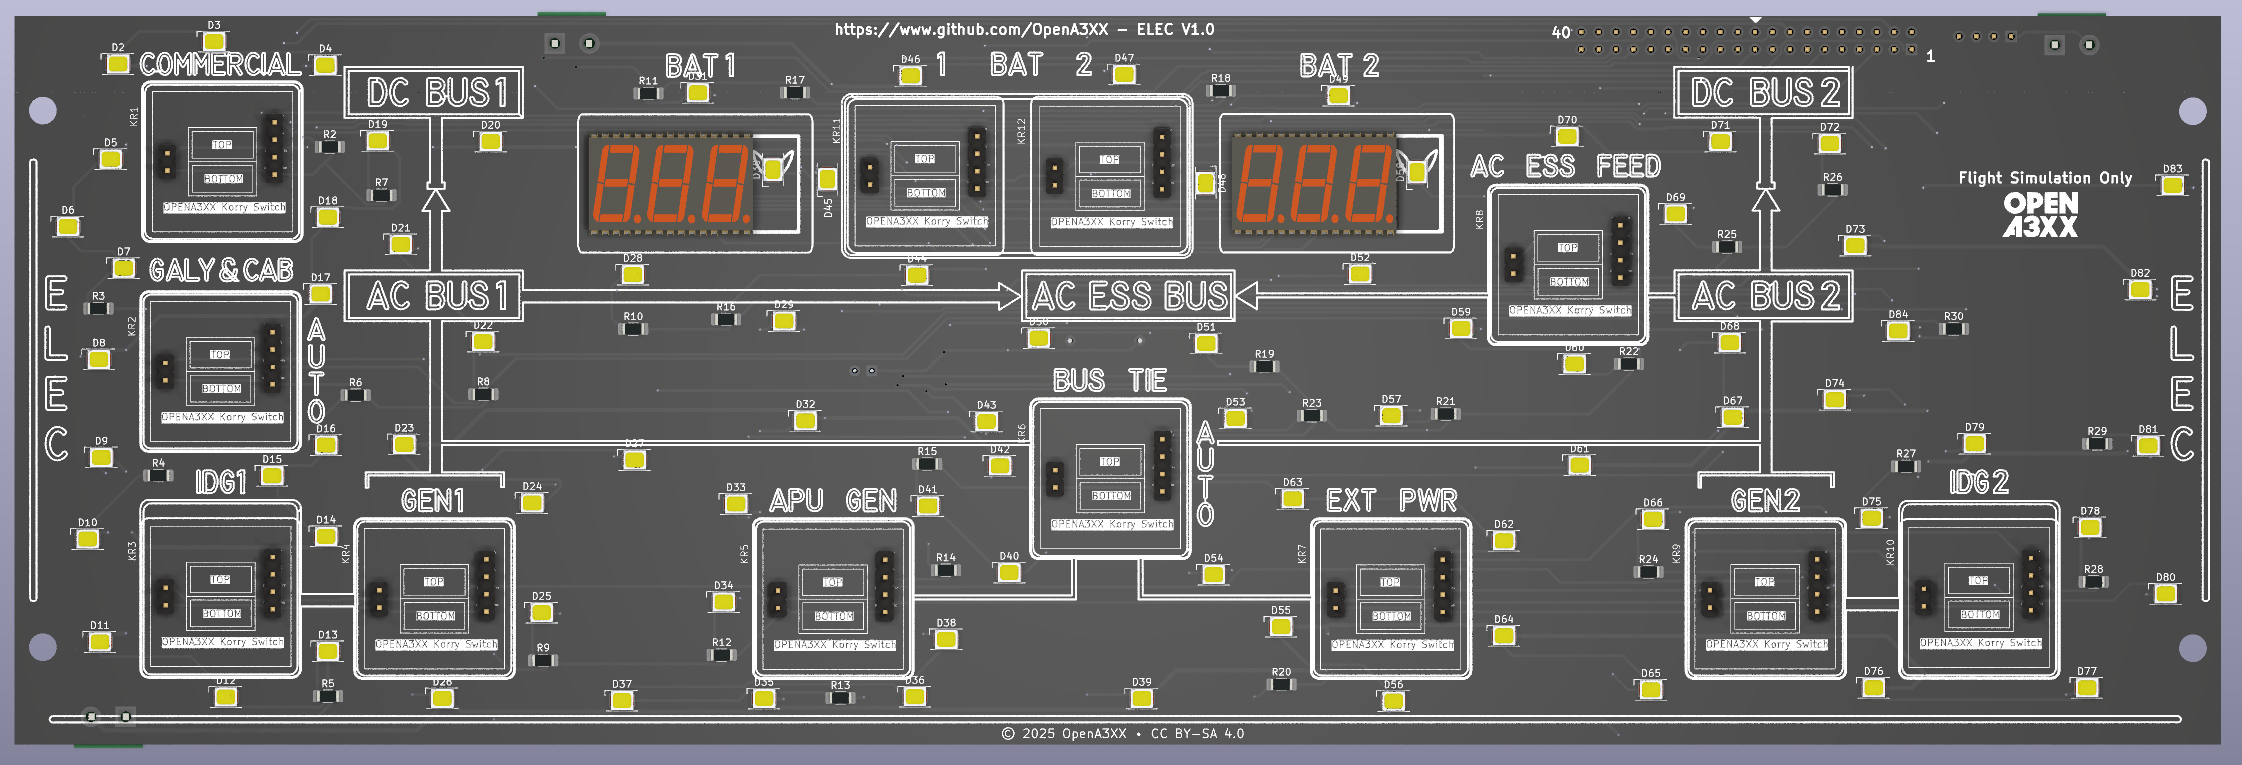 https://www.github.com/OpenA3XX – ELEC V1.0
40
1
D2
D3
D4
COMMERCIAL
DC BUS 1
BAT 1
R11
D31
R17
D46
1 BAT 2
D47
R18
BAT 2
D49
DC BUS 2
KR1
TOP
BOTTOM
OPENA3XX Korry Switch
D5
R2
D19
D20
R7
D18
D6
D21
8.8.8.
D45
KR11
TOP
BOTTOM
OPENA3XX Korry Switch
KR12
TOP
BOTTOM
OPENA3XX Korry Switch
D48
8.8.8.
D70
D71
D72
AC ESS FEED
R26
D69
D83
Flight Simulation Only
OPEN
A3XX
KR8
TOP
BOTTOM
OPENA3XX Korry Switch
R25
D73
D7
GALY & CAB
D17
AC BUS 1
D28
D44
AC ESS BUS
D52
AC BUS 2
D82
ELEC
ELEC
R3
KR2
TOP
BOTTOM
OPENA3XX Korry Switch
AUTO
D8
D22
R10
R16
D29
D50
D51
D59
D60
R22
D68
D84
R30
R6
R8
R19
BUS TIE
D74
D32
D43
KR6
TOP
BOTTOM
OPENA3XX Korry Switch
AUTO
D53
R23
D57
R21
D67
D9
R4
D15
D16
D23
D27
R15
D42
D61
D79
R29
D81
R27
IDG1
GEN1
D24
D33
APU GEN
D41
D63
EXT PWR
D66
GEN2
D75
IDG2
D78
D10
KR3
TOP
BOTTOM
OPENA3XX Korry Switch
D14
KR4
TOP
BOTTOM
OPENA3XX Korry Switch
KR5
TOP
BOTTOM
OPENA3XX Korry Switch
R14
D40
D54
KR7
TOP
BOTTOM
OPENA3XX Korry Switch
D62
R24
KR9
TOP
BOTTOM
OPENA3XX Korry Switch
KR10
TOP
BOTTOM
OPENA3XX Korry Switch
R28
D80
D11
D13
D25
R9
D34
R12
D38
D55
D64
D12
R5
D26
D37
D35
R13
D36
D39
R20
D56
D65
D76
D77
© 2025 OpenA3XX • CC BY-SA 4.0